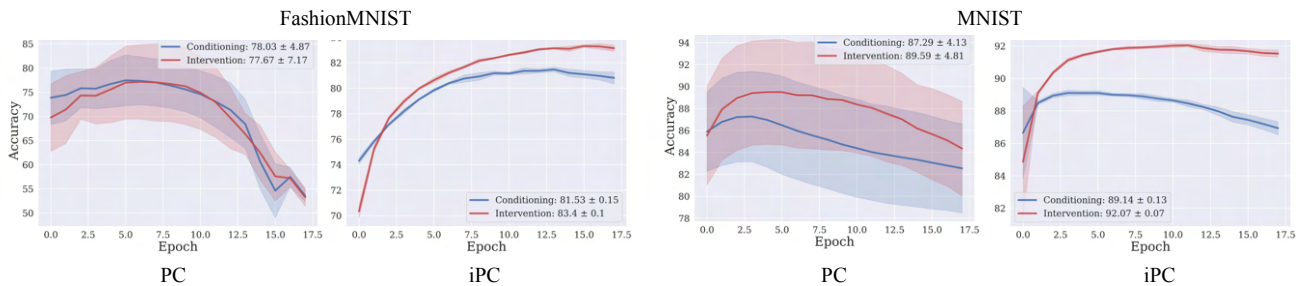 FashionMNIST
MNIST
Accuracy
85
80
75
70
65
60
55
50
Conditioning: 78.03 ± 4.87
Intervention: 77.67 ± 7.17
0.0 2.5 5.0 7.5 10.0 12.5 15.0 17.5
Epoch
PC
82
80
78
76
74
72
70
Conditioning: 81.53 ± 0.15
Intervention: 83.4 ± 0.1
0.0 2.5 5.0 7.5 10.0 12.5 15.0 17.5
Epoch
iPC
Accuracy
94
92
90
88
86
84
82
80
78
Conditioning: 87.29 ± 4.13
Intervention: 89.59 ± 4.81
0.0 2.5 5.0 7.5 10.0 12.5 15.0 17.5
Epoch
PC
92
90
88
86
84
82
Conditioning: 89.14 ± 0.13
Intervention: 92.07 ± 0.07
0.0 2.5 5.0 7.5 10.0 12.5 15.0 17.5
Epoch
iPC